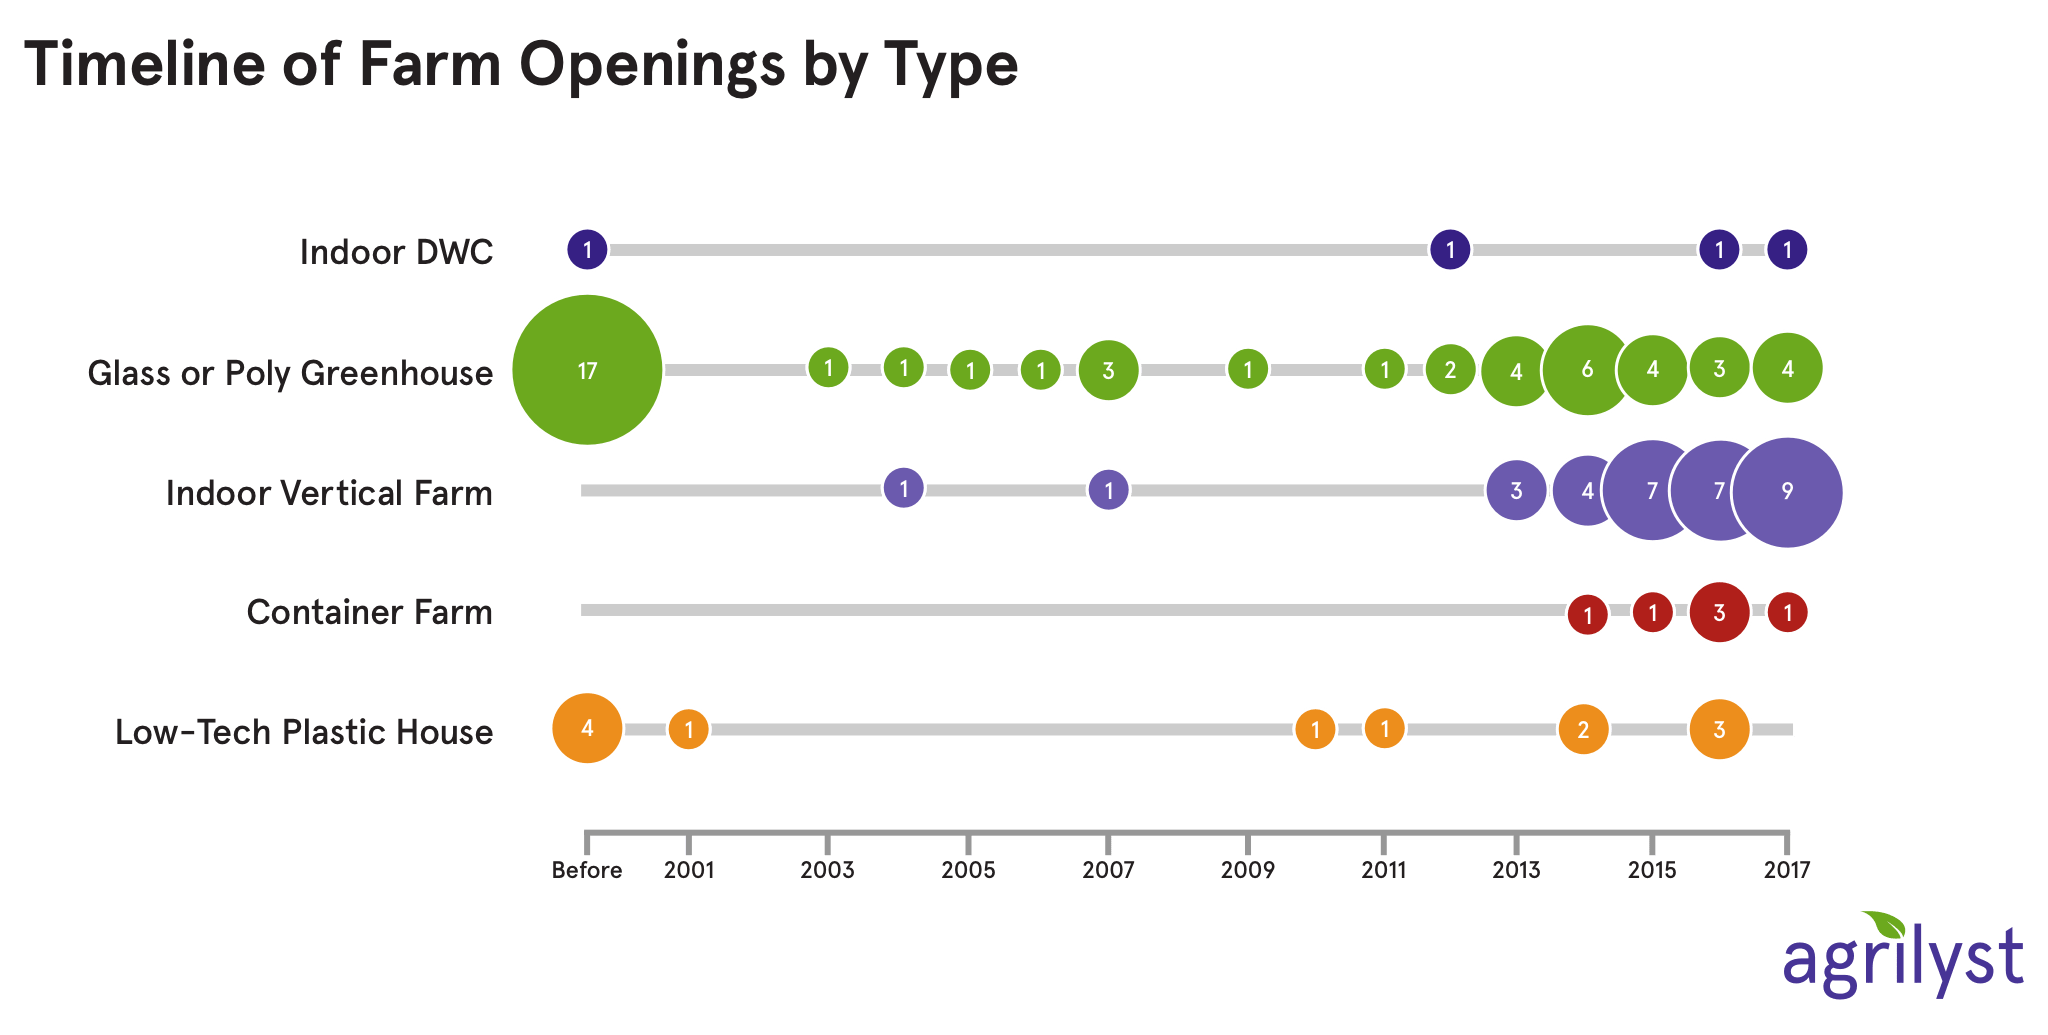 Timeline of Farm Openings by Type
Indoor DWC 1 1 1 1
Glass or Poly Greenhouse 17 1 1 1 1 3 1 1 2 4 6 4 3 4
Indoor Vertical Farm 1 1 3 4 7 7 9
Container Farm 1 1 3 1
Low-Tech Plastic House 4 1 1 1 2 3
Before 2001 2003 2005 2007 2009 2011 2013 2015 2017
agrilyst